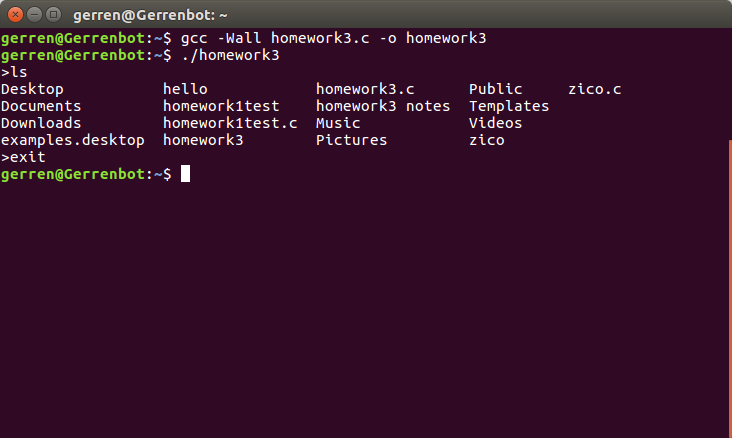 gerren@Gerrenbot: ~
gerren@Gerrenbot:~$ gcc -Wall homework3.c -o homework3
gerren@Gerrenbot:~$ ./homework3
>ls
Desktop           hello            homework3.c      Public     zico.c
Documents         homework1test    homework3 notes  Templates
Downloads         homework1test.c  Music            Videos
examples.desktop  homework3        Pictures         zico
>exit
gerren@Gerrenbot:~$